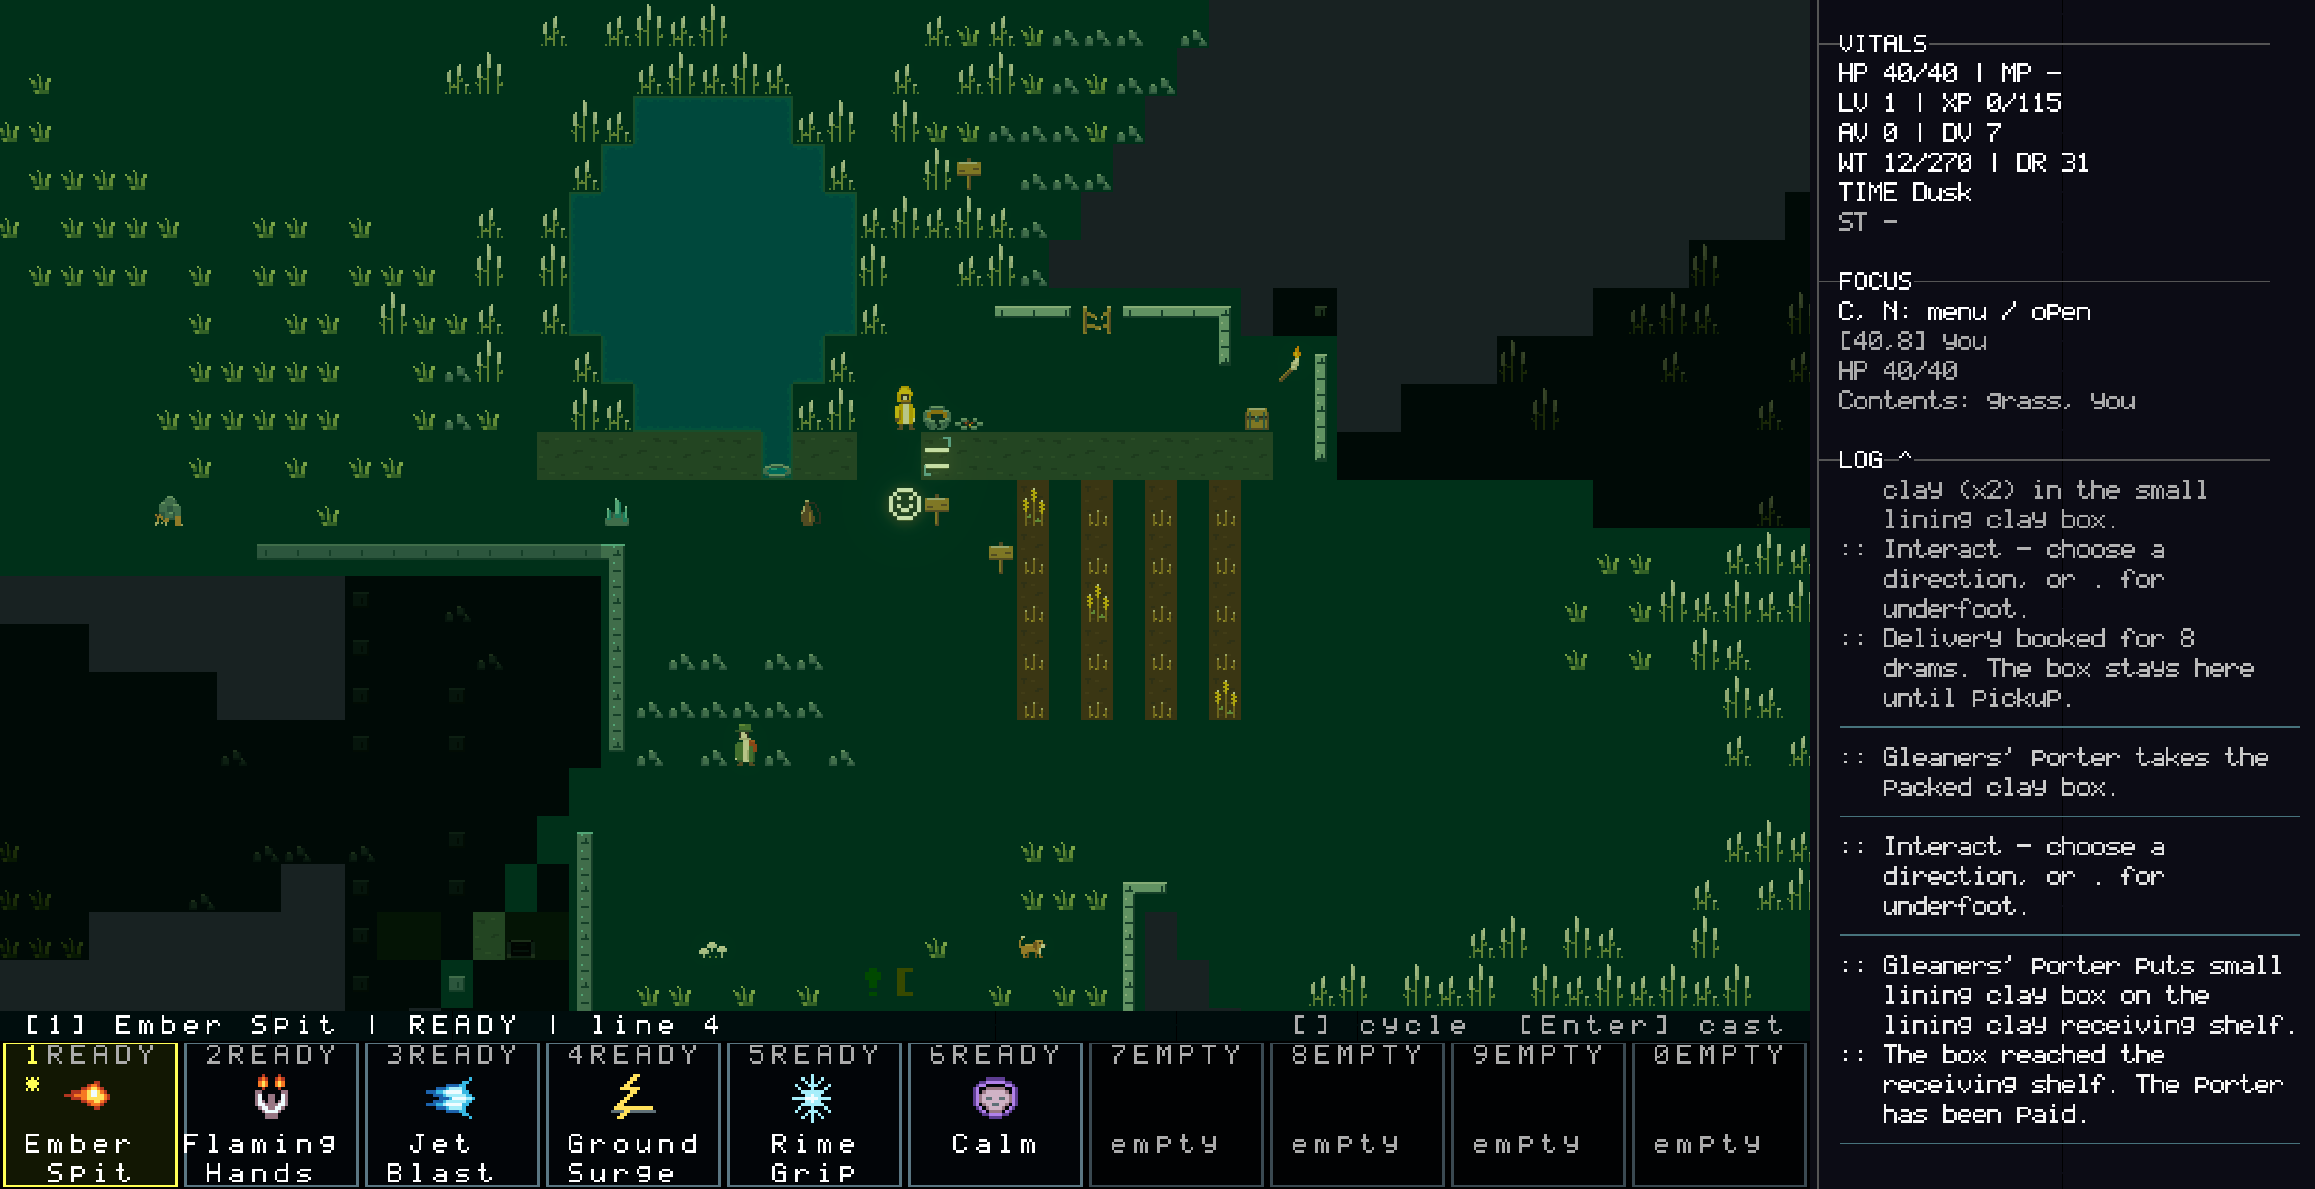 VITALS
HP 40/40 | MP -
LV 1 | XP 0/115
AV 0 | DV 7
WT 12/270 | DR 31
TIME Dusk
ST -
FOCUS
C, N: menu / oPen
[40,8] you
HP 40/40
Contents: grass, you
LOG ^
clay (x2) in the small
lining clay box.
:: Interact - choose a
direction, or . for
underfoot.
:: Delivery booked for 8
drams. The box stays here
until pickup.
:: Gleaners' porter takes the
packed clay box.
:: Interact - choose a
direction, or . for
underfoot.
:: Gleaners' porter puts small
lining clay box on the
lining clay receiving shelf.
:: The box reached the
receiving shelf. The porter
has been paid.
[1] Ember Spit | READY | line 4
[] cycle [Enter] cast
1READY 2READY 3READY 4READY 5READY 6READY 7EMPTY 8EMPTY 9EMPTY 0EMPTY
Ember Spit
Flaming Hands
Jet Blast
Ground Surge
Rime Grip
Calm
empty
empty
empty
empty